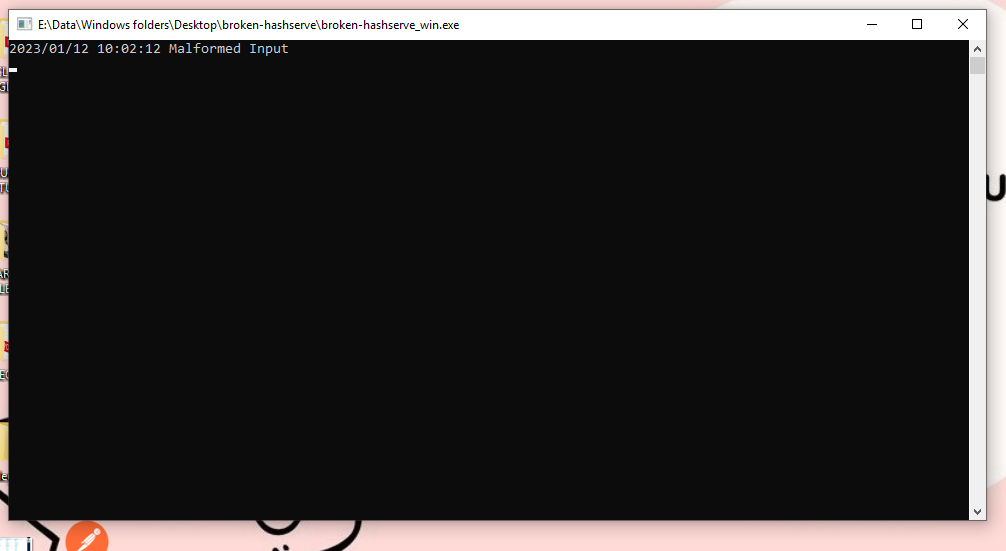 E:\Data\Windows folders\Desktop\broken-hashserve\broken-hashserve_win.exe
2023/01/12 10:02:12 Malformed Input
U